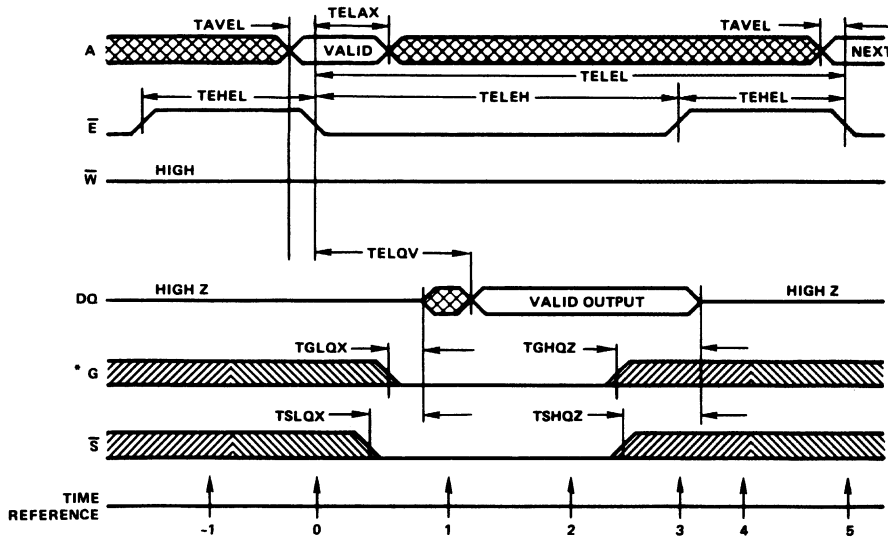 TAVEL TELAX TAVEL
A VALID NEXT
TELEL
TEHEL TELEH TEHEL
E
W HIGH
TELQV
DQ HIGH Z VALID OUTPUT HIGH Z
TGLQX TGHQZ
* G
TSLQX TSHQZ
S
TIME
REFERENCE
-1 0 1 2 3 4 5